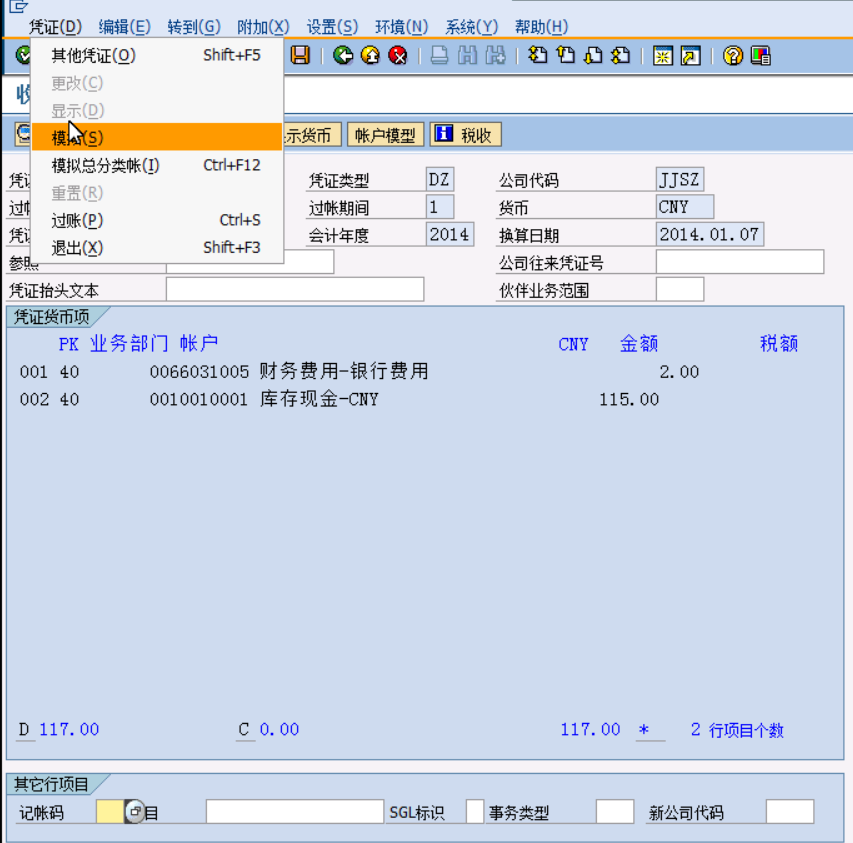 凭证(D) 编辑(E) 转到(G) 附加(X) 设置(S) 环境(N) 系统(Y) 帮助(H)
其他凭证(O) Shift+F5
更改(C)
显示(D)
(S)
示货币 帐户模型 税收
模拟总分类帐(I) Ctrl+F12
重置(R)
过账(P) Ctrl+S
退出(X) Shift+F3
凭证类型 DZ 公司代码 JJSZ
过帐期间 1 货币 CNY
会计年度 2014 换算日期 2014.01.07
参照 公司往来凭证号
凭证抬头文本 伙伴业务范围
凭证货币项
PK 业务部门 帐户 CNY 金额 税额
001 40 0066031005 财务费用-银行费用 2.00
002 40 0010010001 库存现金-CNY 115.00
D 117.00 C 0.00 117.00 * 2 行项目个数
其它行项目
记帐码 目 SGL标识 事务类型 新公司代码